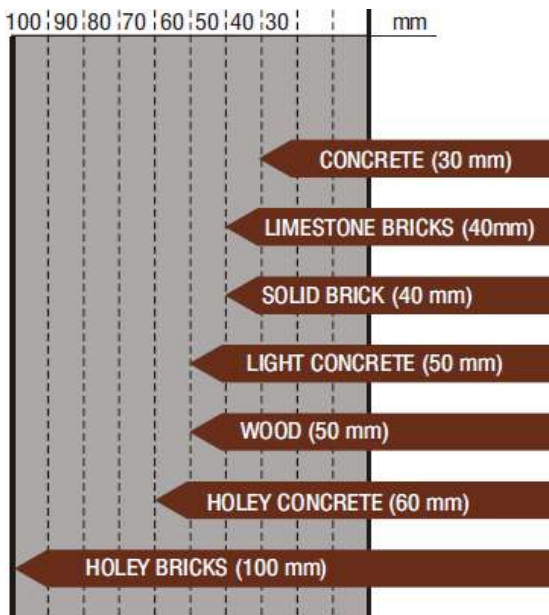 100 90 80 70 60 50 40 30 mm
CONCRETE (30 mm)
LIMESTONE BRICKS (40mm)
SOLID BRICK (40 mm)
LIGHT CONCRETE (50 mm)
WOOD (50 mm)
HOLEY CONCRETE (60 mm)
HOLEY BRICKS (100 mm)